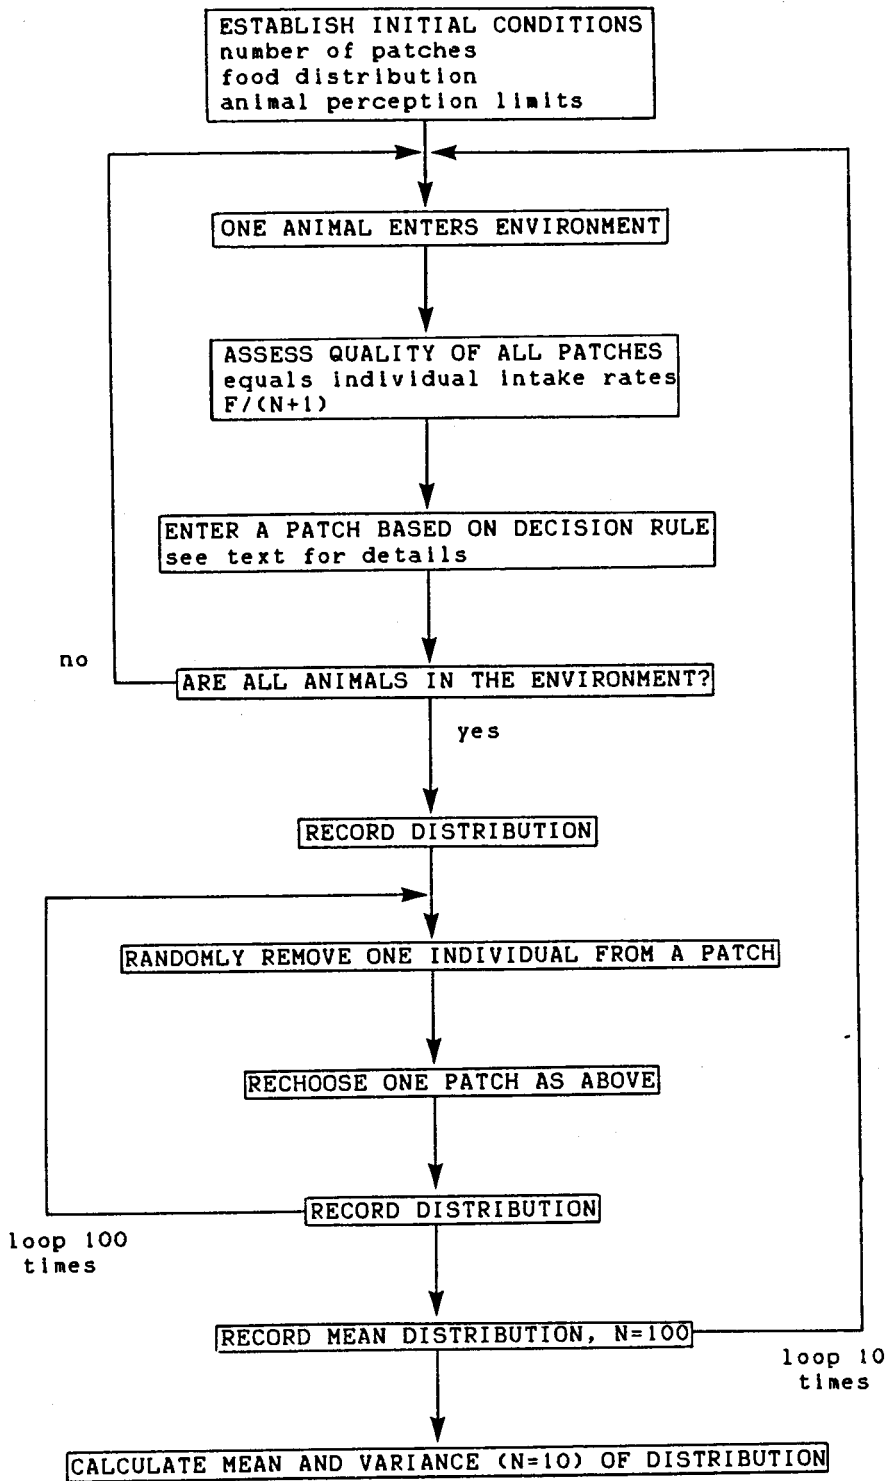 ESTABLISH INITIAL CONDITIONS
number of patches
food distribution
animal perception limits
ONE ANIMAL ENTERS ENVIRONMENT
ASSESS QUALITY OF ALL PATCHES
equals individual intake rates
F/(N+1)
ENTER A PATCH BASED ON DECISION RULE
see text for details
no
ARE ALL ANIMALS IN THE ENVIRONMENT?
yes
RECORD DISTRIBUTION
RANDOMLY REMOVE ONE INDIVIDUAL FROM A PATCH
RECHOOSE ONE PATCH AS ABOVE
RECORD DISTRIBUTION
loop 100
times
RECORD MEAN DISTRIBUTION, N=100
loop 10
times
CALCULATE MEAN AND VARIANCE (N=10) OF DISTRIBUTION